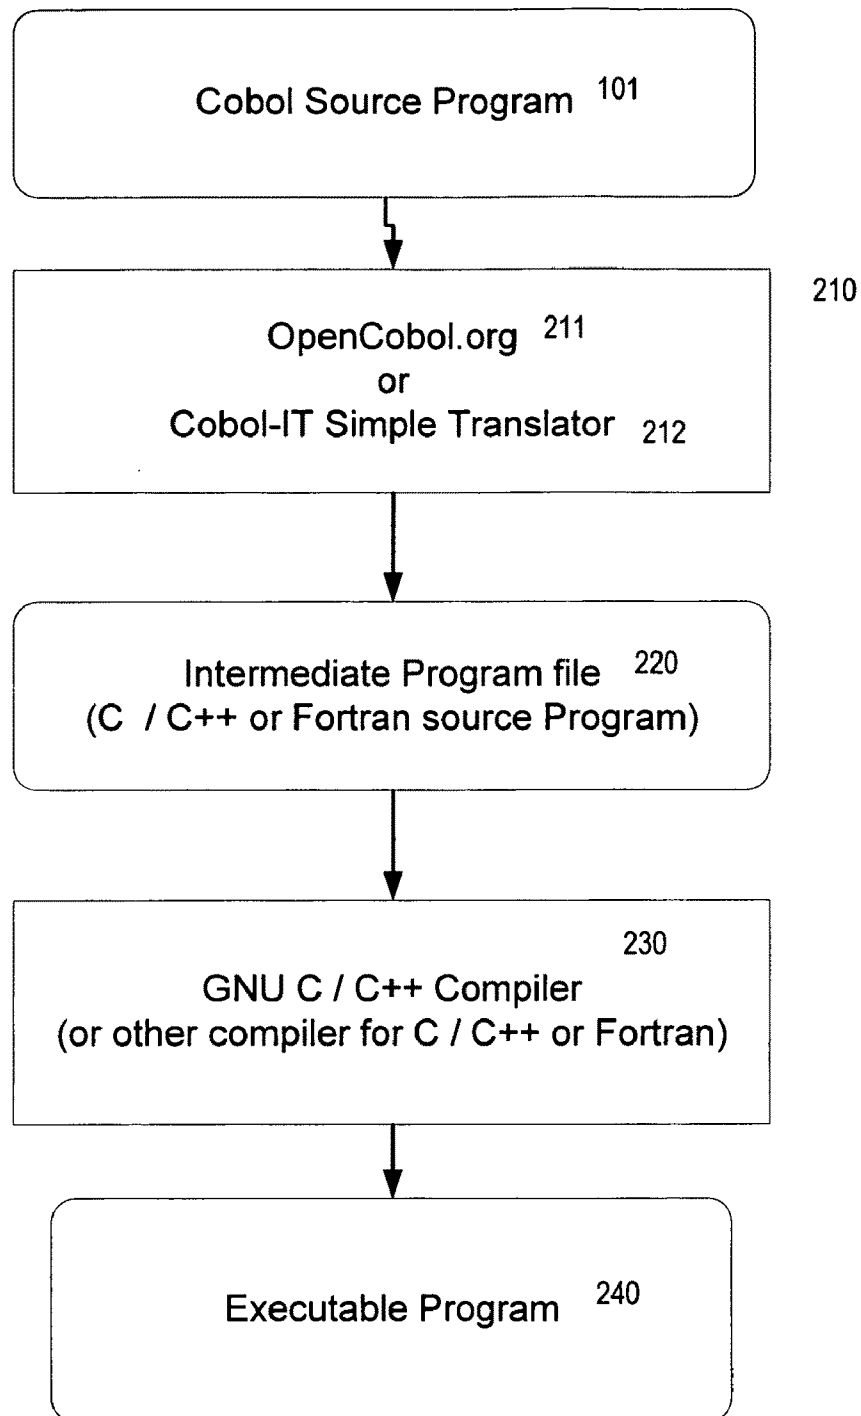 Cobol Source Program 101
210
OpenCobol.org 211
or
Cobol-IT Simple Translator 212
Intermediate Program file 220
(C / C++ or Fortran source Program)
230
GNU C / C++ Compiler
(or other compiler for C / C++ or Fortran)
Executable Program 240